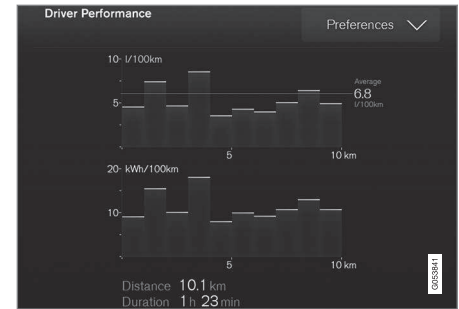 Driver Performance
Preferences
10 l/100km
Average
6.8
l/100km
5
5 10 km
20 kWh/100km
10
5 10 km
Distance 10.1 km
Duration 1 h 23 min
G053841